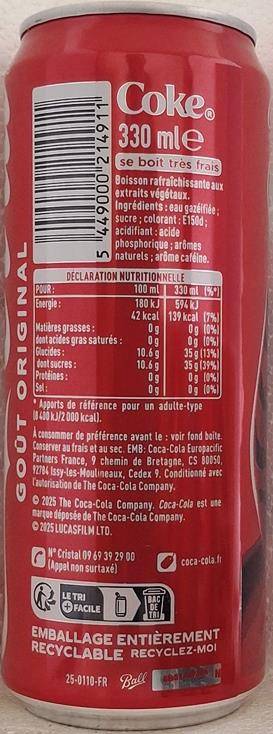 Coke®
330 ml e
se boit très frais
Boisson rafraîchissante aux
extraits végétaux.
Ingrédients : eau gazéifiée ;
sucre ; colorant : E150d ;
acidifiant : acide
phosphorique ; arômes
naturels ; arôme caféine.
5 449000 214911
GOÛT ORIGINAL
DÉCLARATION NUTRITIONNELLE
POUR : 100 ml 330 ml (%*)
Energie : 180 kJ 594 kJ
42 kcal 139 kcal (7%)
Matières grasses : 0 g 0 g (0%)
dont acides gras saturés : 0 g 0 g (0%)
Glucides : 10.6 g 35 g (13%)
dont sucres : 10.6 g 35 g (39%)
Protéines : 0 g 0 g (0%)
Sel : 0 g 0 g (0%)
* Apports de référence pour un adulte-type
(8 400 kJ/2 000 kcal).
A consommer de préférence avant le : voir fond boîte.
Conserver au frais et au sec. EMB: Coca-Cola Europacific
Partners France, 9 chemin de Bretagne, CS 80050,
92784 Issy-les-Moulineaux, Cedex 9. Conditionné avec
l'autorisation de The Coca-Cola Company.
© 2025 The Coca-Cola Company. Coca-Cola est une
marque déposée de The Coca-Cola Company.
© 2025 LUCASFILM LTD.
N° Cristal 09 69 39 29 00
(Appel non surtaxé)
coca-cola.fr
LE TRI
+ FACILE
BAC
DE
TRI
EMBALLAGE ENTIÈREMENT
RECYCLABLE RECYCLEZ-MOI
25-0110-FR Ball